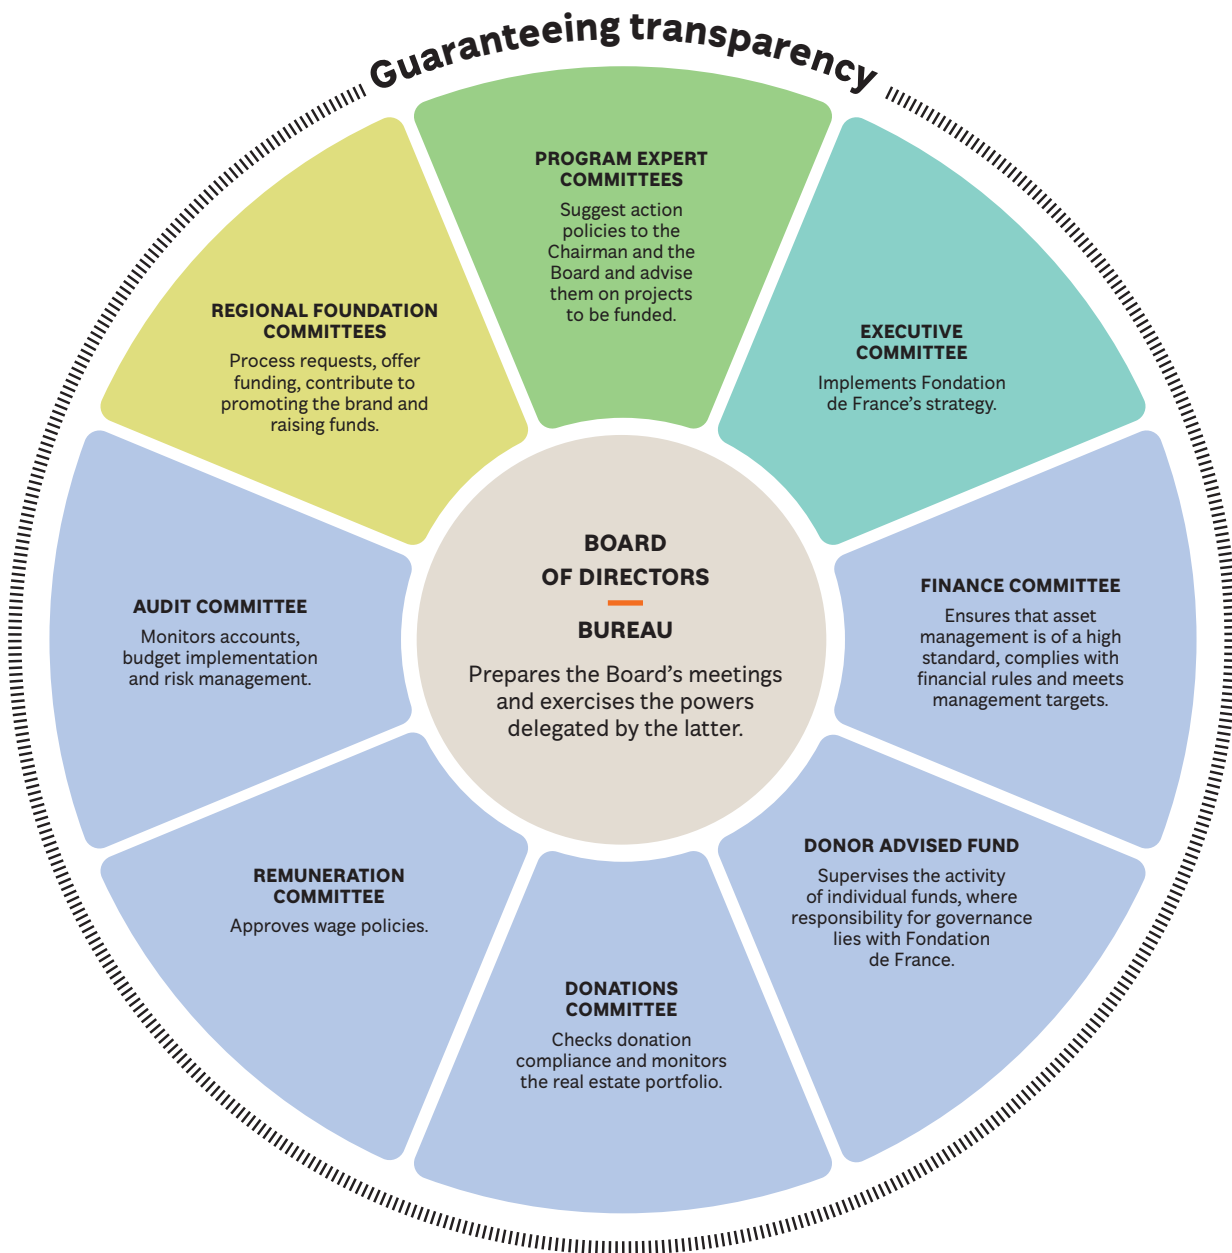 Guaranteeing transparency
PROGRAM EXPERT
COMMITTEES
Suggest action
policies to the
Chairman and the
Board and advise
them on projects
to be funded.
EXECUTIVE
COMMITTEE
Implements Fondation
de France’s strategy.
FINANCE COMMITTEE
Ensures that asset
management is of a high
standard, complies with
financial rules and meets
management targets.
DONOR ADVISED FUND
Supervises the activity
of individual funds, where
responsibility for governance
lies with Fondation
de France.
DONATIONS
COMMITTEE
Checks donation
compliance and monitors
the real estate portfolio.
REMUNERATION
COMMITTEE
Approves wage policies.
AUDIT COMMITTEE
Monitors accounts,
budget implementation
and risk management.
REGIONAL FOUNDATION
COMMITTEES
Process requests, offer
funding, contribute to
promoting the brand and
raising funds.
BOARD
OF DIRECTORS
BUREAU
Prepares the Board’s meetings
and exercises the powers
delegated by the latter.